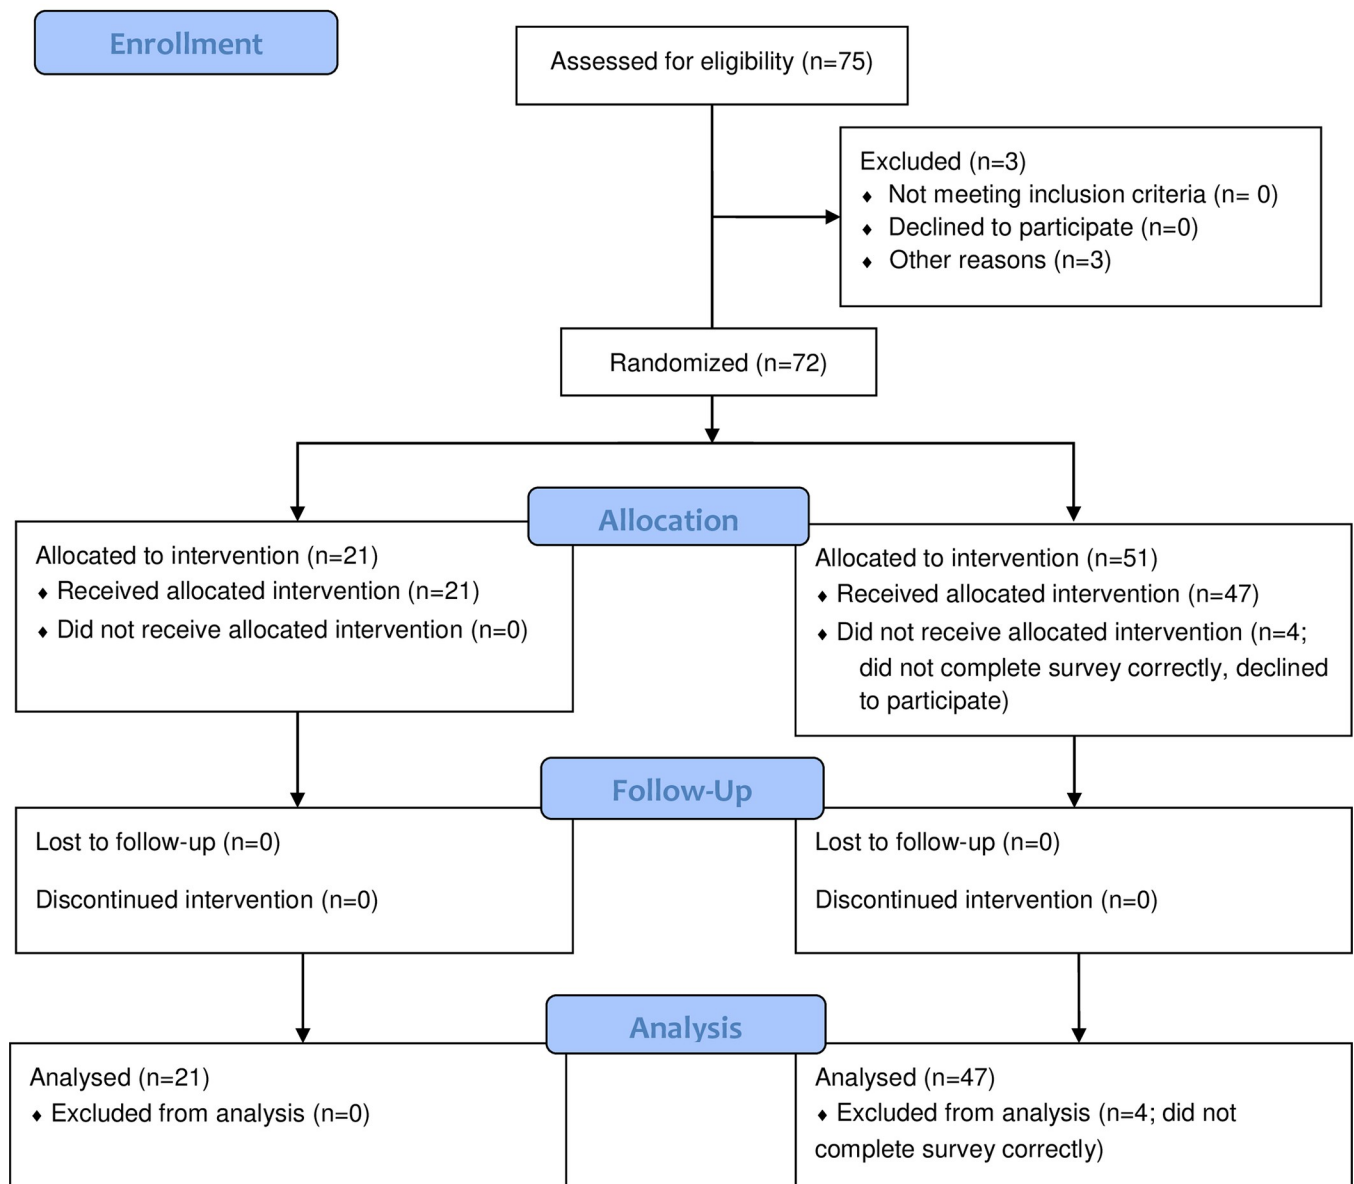 Enrollment
Assessed for eligibility (n=75)
Excluded (n=3)
♦ Not meeting inclusion criteria (n= 0)
♦ Declined to participate (n=0)
♦ Other reasons (n=3)
Randomized (n=72)
Allocation
Allocated to intervention (n=21)
♦ Received allocated intervention (n=21)
♦ Did not receive allocated intervention (n=0)
Allocated to intervention (n=51)
♦ Received allocated intervention (n=47)
♦ Did not receive allocated intervention (n=4;
did not complete survey correctly, declined
to participate)
Follow-Up
Lost to follow-up (n=0)
Discontinued intervention (n=0)
Lost to follow-up (n=0)
Discontinued intervention (n=0)
Analysis
Analysed (n=21)
♦ Excluded from analysis (n=0)
Analysed (n=47)
♦ Excluded from analysis (n=4; did not
complete survey correctly)